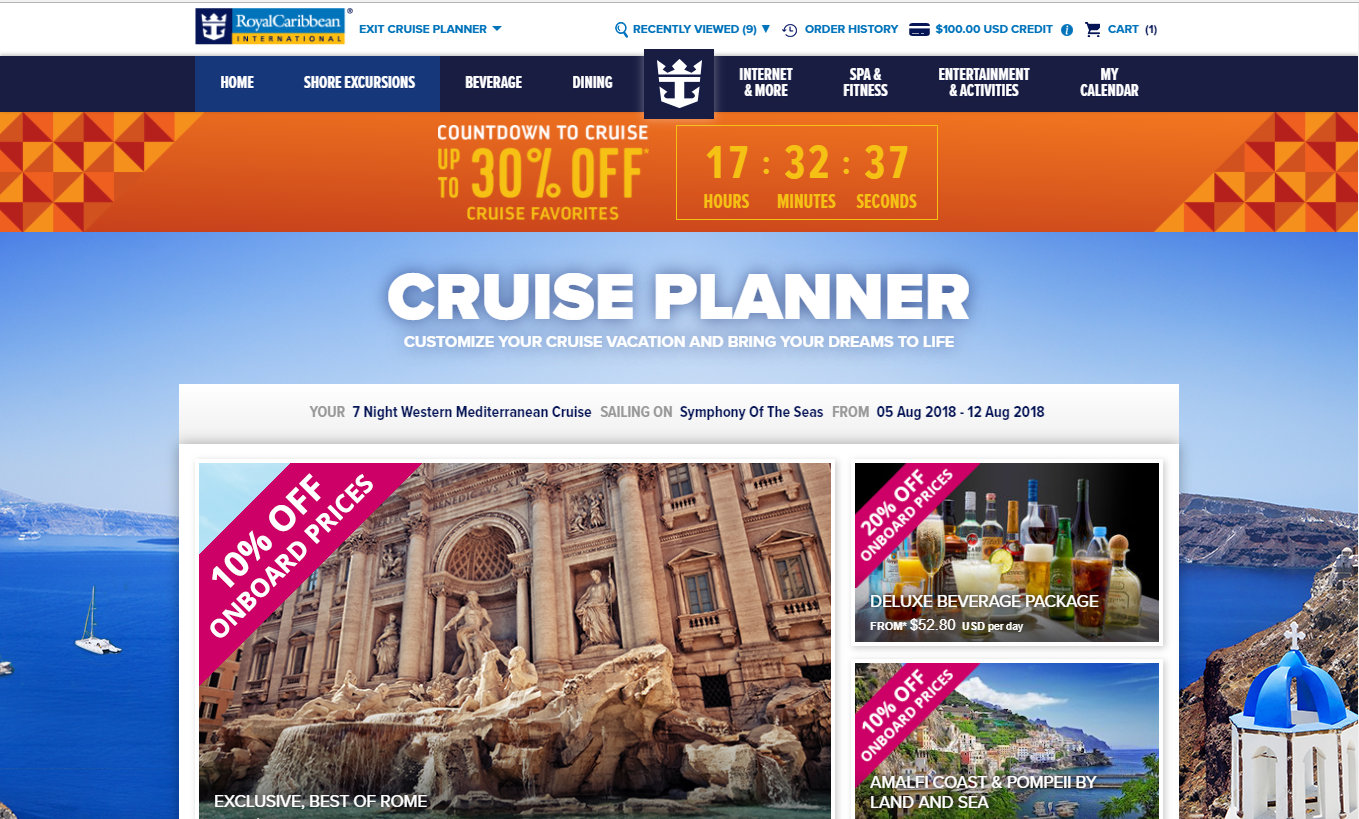 RoyalCaribbean ®
INTERNATIONAL
EXIT CRUISE PLANNER
RECENTLY VIEWED (9)
ORDER HISTORY
$100.00 USD CREDIT i
CART (1)
HOME
SHORE EXCURSIONS
BEVERAGE
DINING
INTERNET
& MORE
SPA &
FITNESS
ENTERTAINMENT
& ACTIVITIES
MY
CALENDAR
COUNTDOWN TO CRUISE
UP TO 30% OFF*
CRUISE FAVORITES
17 : 32 : 37
HOURS MINUTES SECONDS
CRUISE PLANNER
CUSTOMIZE YOUR CRUISE VACATION AND BRING YOUR DREAMS TO LIFE
YOUR 7 Night Western Mediterranean Cruise SAILING ON Symphony Of The Seas FROM 05 Aug 2018 - 12 Aug 2018
10% OFF
ONBOARD PRICES
EXCLUSIVE, BEST OF ROME
20% OFF
ONBOARD PRICES
DELUXE BEVERAGE PACKAGE
FROM* $52.80 USD per day
10% OFF
ONBOARD PRICES
AMALFI COAST & POMPEII BY
LAND AND SEA